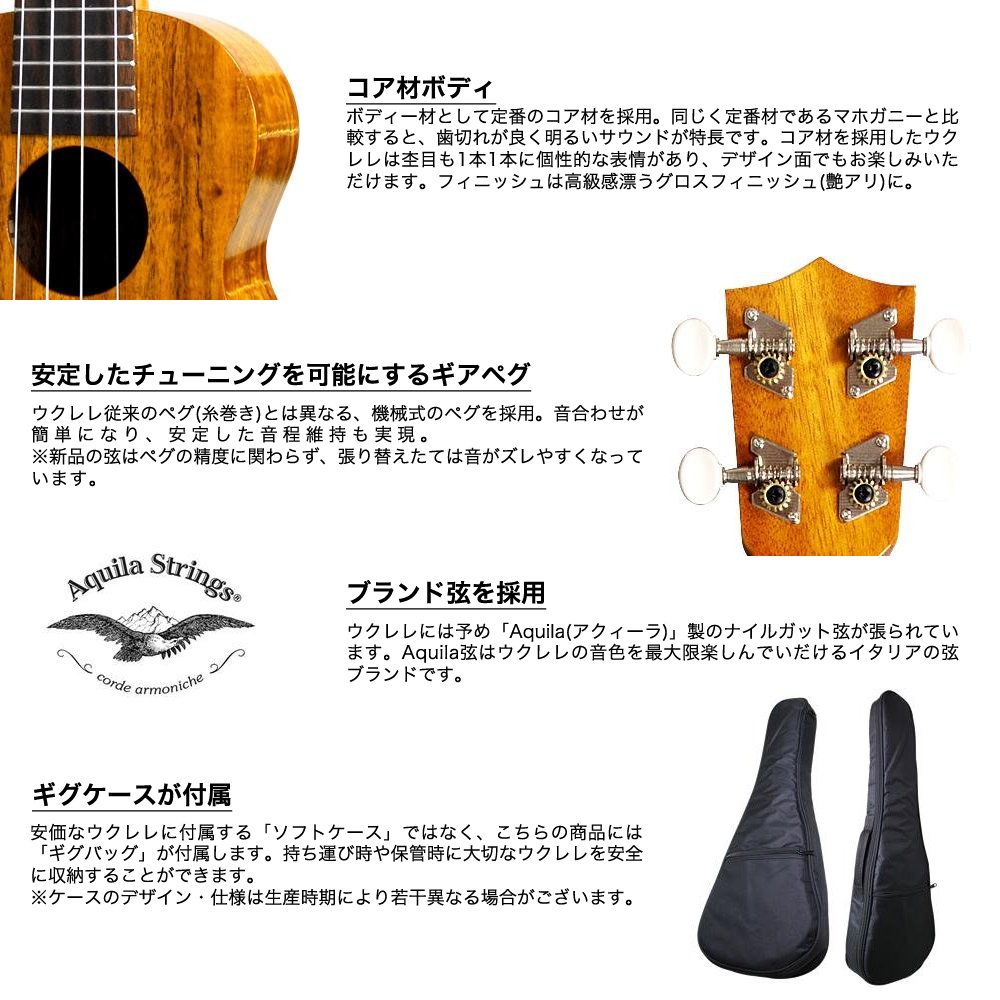 コア材ボディ
ボディー材として定番のコア材を採用。同じく定番材であるマホガニーと比
較すると、歯切れが良く明るいサウンドが特長です。コア材を採用したウク
レレは杢目も1本1本に個性的な表情があり、デザイン面でもお楽しみいた
だけます。フィニッシュは高級感漂うグロスフィニッシュ(艶アリ)に。
安定したチューニングを可能にするギアペグ
ウクレレ従来のペグ(糸巻き)とは異なる、機械式のペグを採用。音合わせが
簡単になり、安定した音程維持も実現。
※新品の弦はペグの精度に関わらず、張り替えたては音がズレやすくなって
います。
Aquila Strings®
corde armoniche
ブランド弦を採用
ウクレレには予め「Aquila(アクィーラ)」製のナイルガット弦が張られてい
ます。Aquila弦はウクレレの音色を最大限楽しんでいだけるイタリアの弦
ブランドです。
ギグケースが付属
安価なウクレレに付属する「ソフトケース」ではなく、こちらの商品には
「ギグバッグ」が付属します。持ち運び時や保管時に大切なウクレレを安全
に収納することができます。
※ケースのデザイン・仕様は生産時期により若干異なる場合がございます。